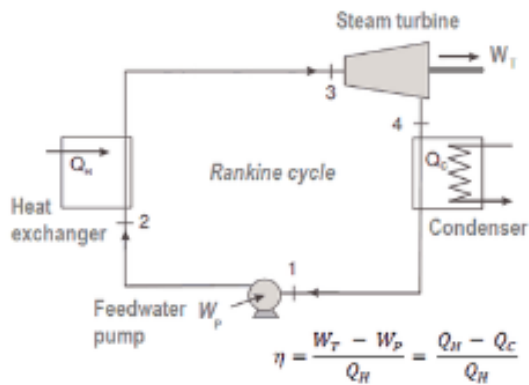 Steam turbine
W_T
3
4
Q_H
Rankine cycle
Q_C
Heat
exchanger
2
Condenser
1
Feedwater
pump
W_P
η = (W_T − W_P) / Q_H = (Q_H − Q_C) / Q_H